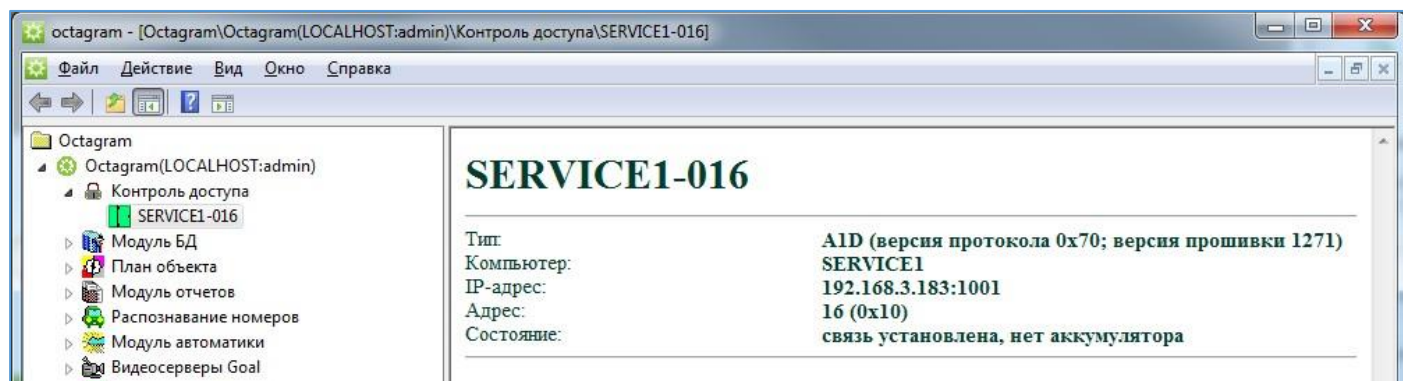 octagram - [Octagram\Octagram(LOCALHOST:admin)\Контроль доступа\SERVICE1-016]
Файл Действие Вид Окно Справка
Octagram
Octagram(LOCALHOST:admin)
Контроль доступа
SERVICE1-016
Модуль БД
План объекта
Модуль отчетов
Распознавание номеров
Модуль автоматики
Видеосерверы Goal
SERVICE1-016
Тип: A1D (версия протокола 0x70; версия прошивки 1271)
Компьютер: SERVICE1
IP-адрес: 192.168.3.183:1001
Адрес: 16 (0x10)
Состояние: связь установлена, нет аккумулятора